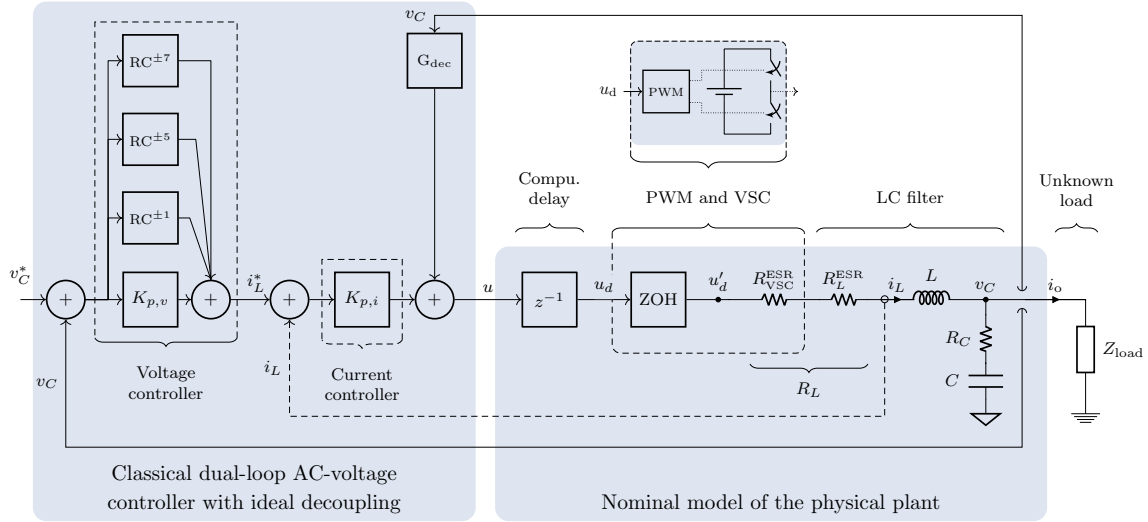 v_C
RC^{±7}
G_dec
PWM
u_d
RC^{±5}
Compu.
delay
PWM and VSC
LC filter
Unknown
load
RC^{±1}
v_C^*
+
K_{p,v}
+
i_L^*
+
K_{p,i}
+
u
z^{-1}
u_d
ZOH
u_d'
R_VSC^ESR
R_L^ESR
i_L
L
v_C
i_o
R_C
Z_load
C
v_C
Voltage
controller
i_L
Current
controller
R_L
Classical dual-loop AC-voltage
controller with ideal decoupling
Nominal model of the physical plant